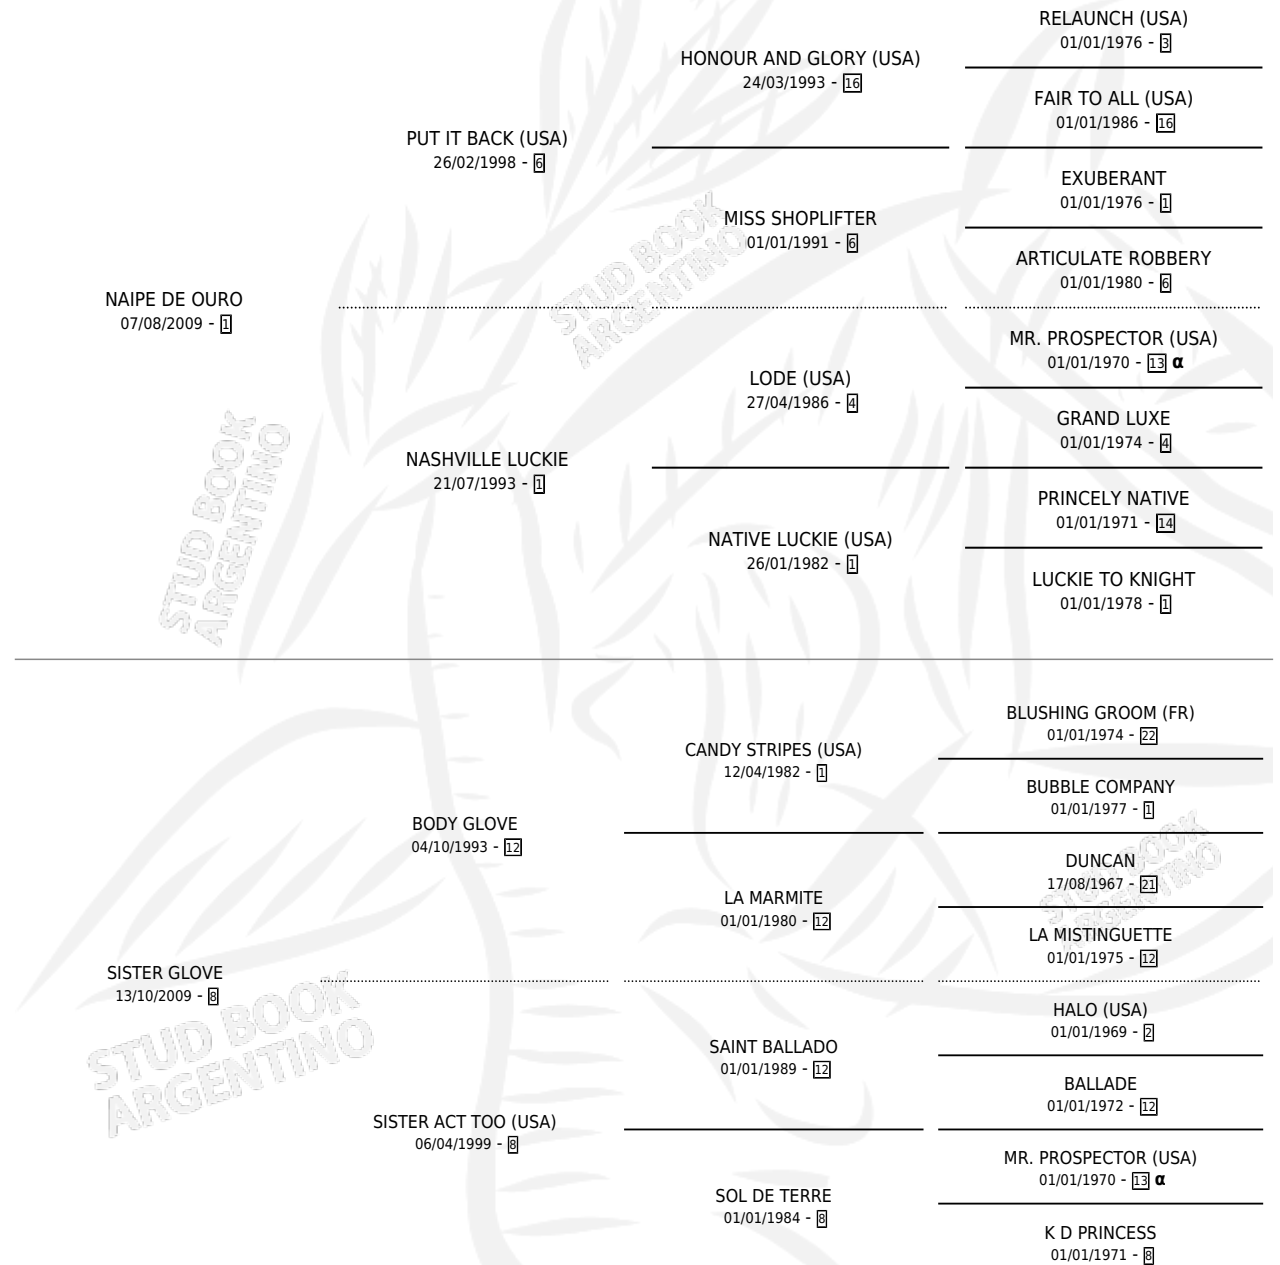 RELAUNCH (USA)
01/01/1976 - 3
HONOUR AND GLORY (USA)
24/03/1993 - 16
FAIR TO ALL (USA)
01/01/1986 - 16
PUT IT BACK (USA)
26/02/1998 - 6
EXUBERANT
01/01/1976 - 1
MISS SHOPLIFTER
01/01/1991 - 6
ARTICULATE ROBBERY
01/01/1980 - 6
STUD BOOK
ARGENTINO
NAIPE DE OURO
07/08/2009 - 1
MR. PROSPECTOR (USA)
01/01/1970 - 13 α
LODE (USA)
27/04/1986 - 4
GRAND LUXE
01/01/1974 - 4
NASHVILLE LUCKIE
21/07/1993 - 1
PRINCELY NATIVE
01/01/1971 - 14
NATIVE LUCKIE (USA)
26/01/1982 - 1
LUCKIE TO KNIGHT
01/01/1978 - 1
STUD BOOK
ARGENTINO
BLUSHING GROOM (FR)
01/01/1974 - 22
CANDY STRIPES (USA)
12/04/1982 - 1
BUBBLE COMPANY
01/01/1977 - 1
BODY GLOVE
04/10/1993 - 12
DUNCAN
17/08/1967 - 21
LA MARMITE
01/01/1980 - 12
LA MISTINGUETTE
01/01/1975 - 12
STUD BOOK
ARGENTINO
SISTER GLOVE
13/10/2009 - 8
HALO (USA)
01/01/1969 - 2
SAINT BALLADO
01/01/1989 - 12
BALLADE
01/01/1972 - 12
STUD BOOK
ARGENTINO
SISTER ACT TOO (USA)
06/04/1999 - 8
MR. PROSPECTOR (USA)
01/01/1970 - 13 α
SOL DE TERRE
01/01/1984 - 8
K D PRINCESS
01/01/1971 - 8